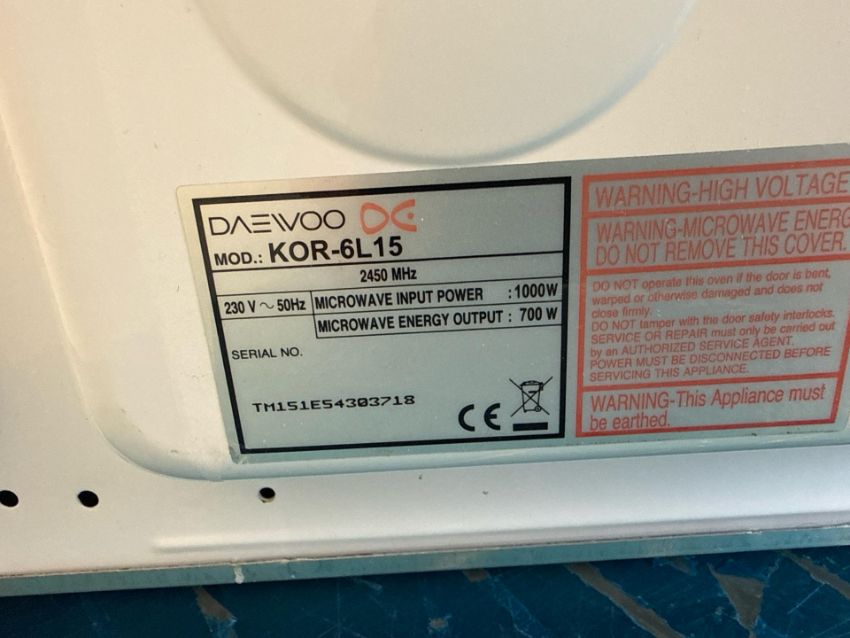 DAEWOO
MOD.: KOR-6L15
2450 MHz
230 V ~ 50Hz
MICROWAVE INPUT POWER : 1000W
MICROWAVE ENERGY OUTPUT : 700 W
SERIAL NO.
TM151E54303718
CE
WARNING-HIGH VOLTAGE
WARNING-MICROWAVE ENERG
DO NOT REMOVE THIS COVER.
DO NOT operate this oven if the door is bent,
warped or otherwise damaged and does not
close firmly.
DO NOT tamper with the door safety interlocks.
SERVICE OR REPAIR must only be carried out
by an AUTHORIZED SERVICE AGENT.
POWER MUST BE DISCONNECTED BEFORE
SERVICING THIS APPLIANCE.
WARNING-This Appliance must
be earthed.